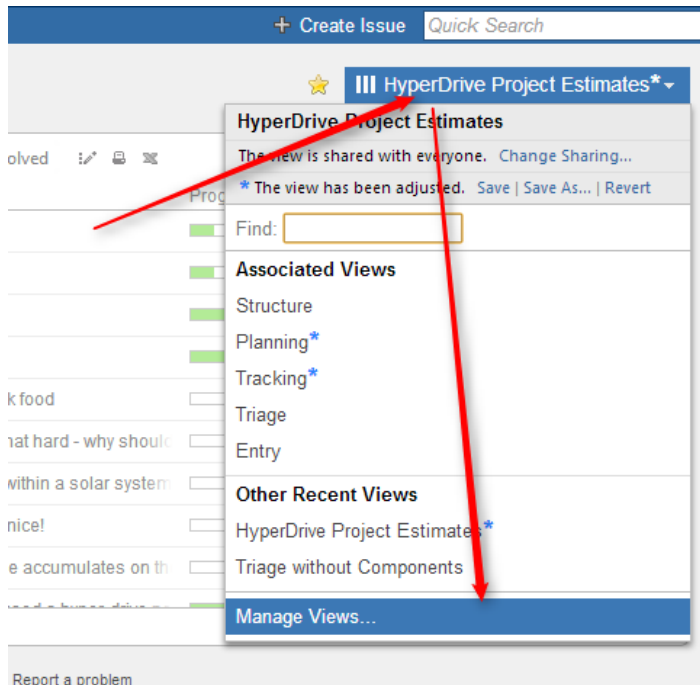 Create Issue Quick Search
HyperDrive Project Estimates*
HyperDrive Project Estimates
olved
The view is shared with everyone. Change Sharing...
* The view has been adjusted. Save | Save As... | Revert
Prog
Find:
Associated Views
Structure
Planning*
Tracking*
Triage
k food
hat hard - why should
Entry
within a solar system
Other Recent Views
nice!
HyperDrive Project Estimates*
e accumulates on th
Triage without Components
Manage Views...
Report a problem